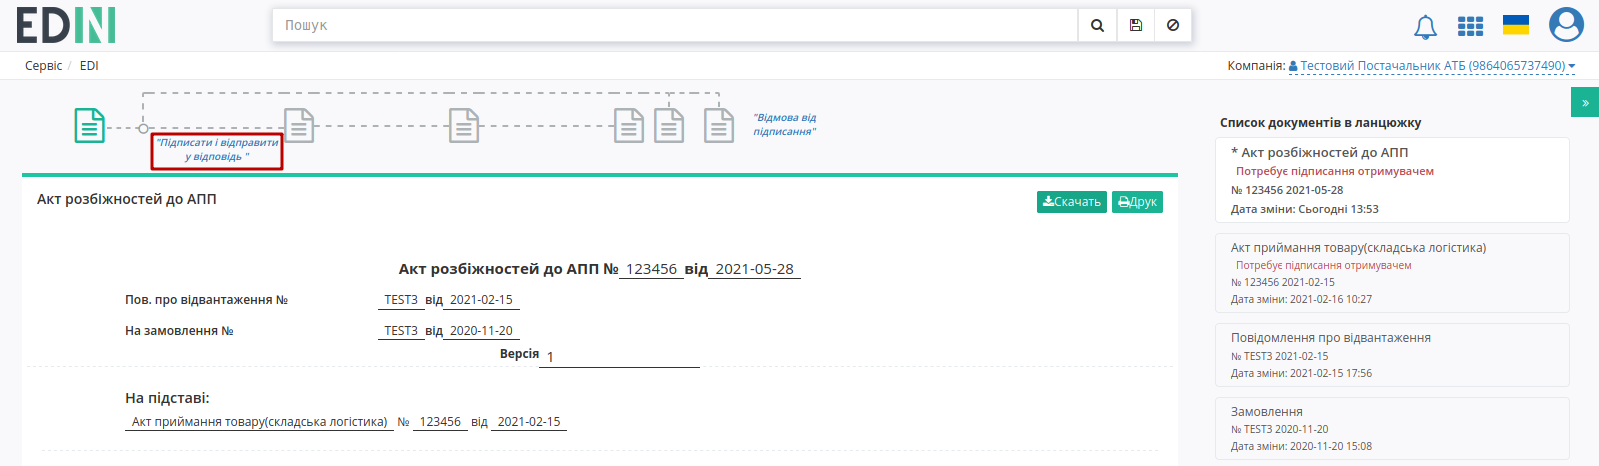 EDIN
Пошук
Сервіс / EDI
Компанія: Тестовий Постачальник АТБ (9864065737490)
"Підписати і відправити
у відповідь "
"Відмова від
підписання"
»
Акт розбіжностей до АПП
Скачать Друк
Акт розбіжностей до АПП № 123456 від 2021-05-28
Пов. про відвантаження № TEST3 від 2021-02-15
На замовлення № TEST3 від 2020-11-20
Версія 1
На підставі:
Акт приймання товару(складська логістика) № 123456 від 2021-02-15
Список документів в ланцюжку
* Акт розбіжностей до АПП
Потребує підписання отримувачем
№ 123456 2021-05-28
Дата зміни: Сьогодні 13:53
Акт приймання товару(складська логістика)
Потребує підписання отримувачем
№ 123456 2021-02-15
Дата зміни: 2021-02-16 10:27
Повідомлення про відвантаження
№ TEST3 2021-02-15
Дата зміни: 2021-02-15 17:56
Замовлення
№ TEST3 2020-11-20
Дата зміни: 2020-11-20 15:08